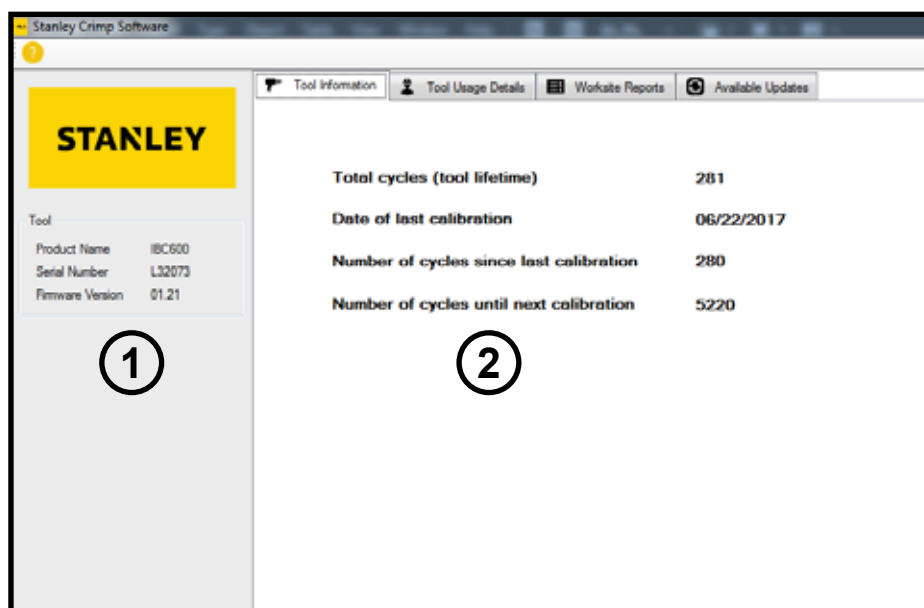 Stanley Crimp Software
?
Tool Information Tool Usage Details Worksite Reports Available Updates
STANLEY
Tool
Product Name IBC600
Serial Number L32073
Firmware Version 01.21
1
Total cycles (tool lifetime) 281
Date of last calibration 06/22/2017
Number of cycles since last calibration 280
Number of cycles until next calibration 5220
2